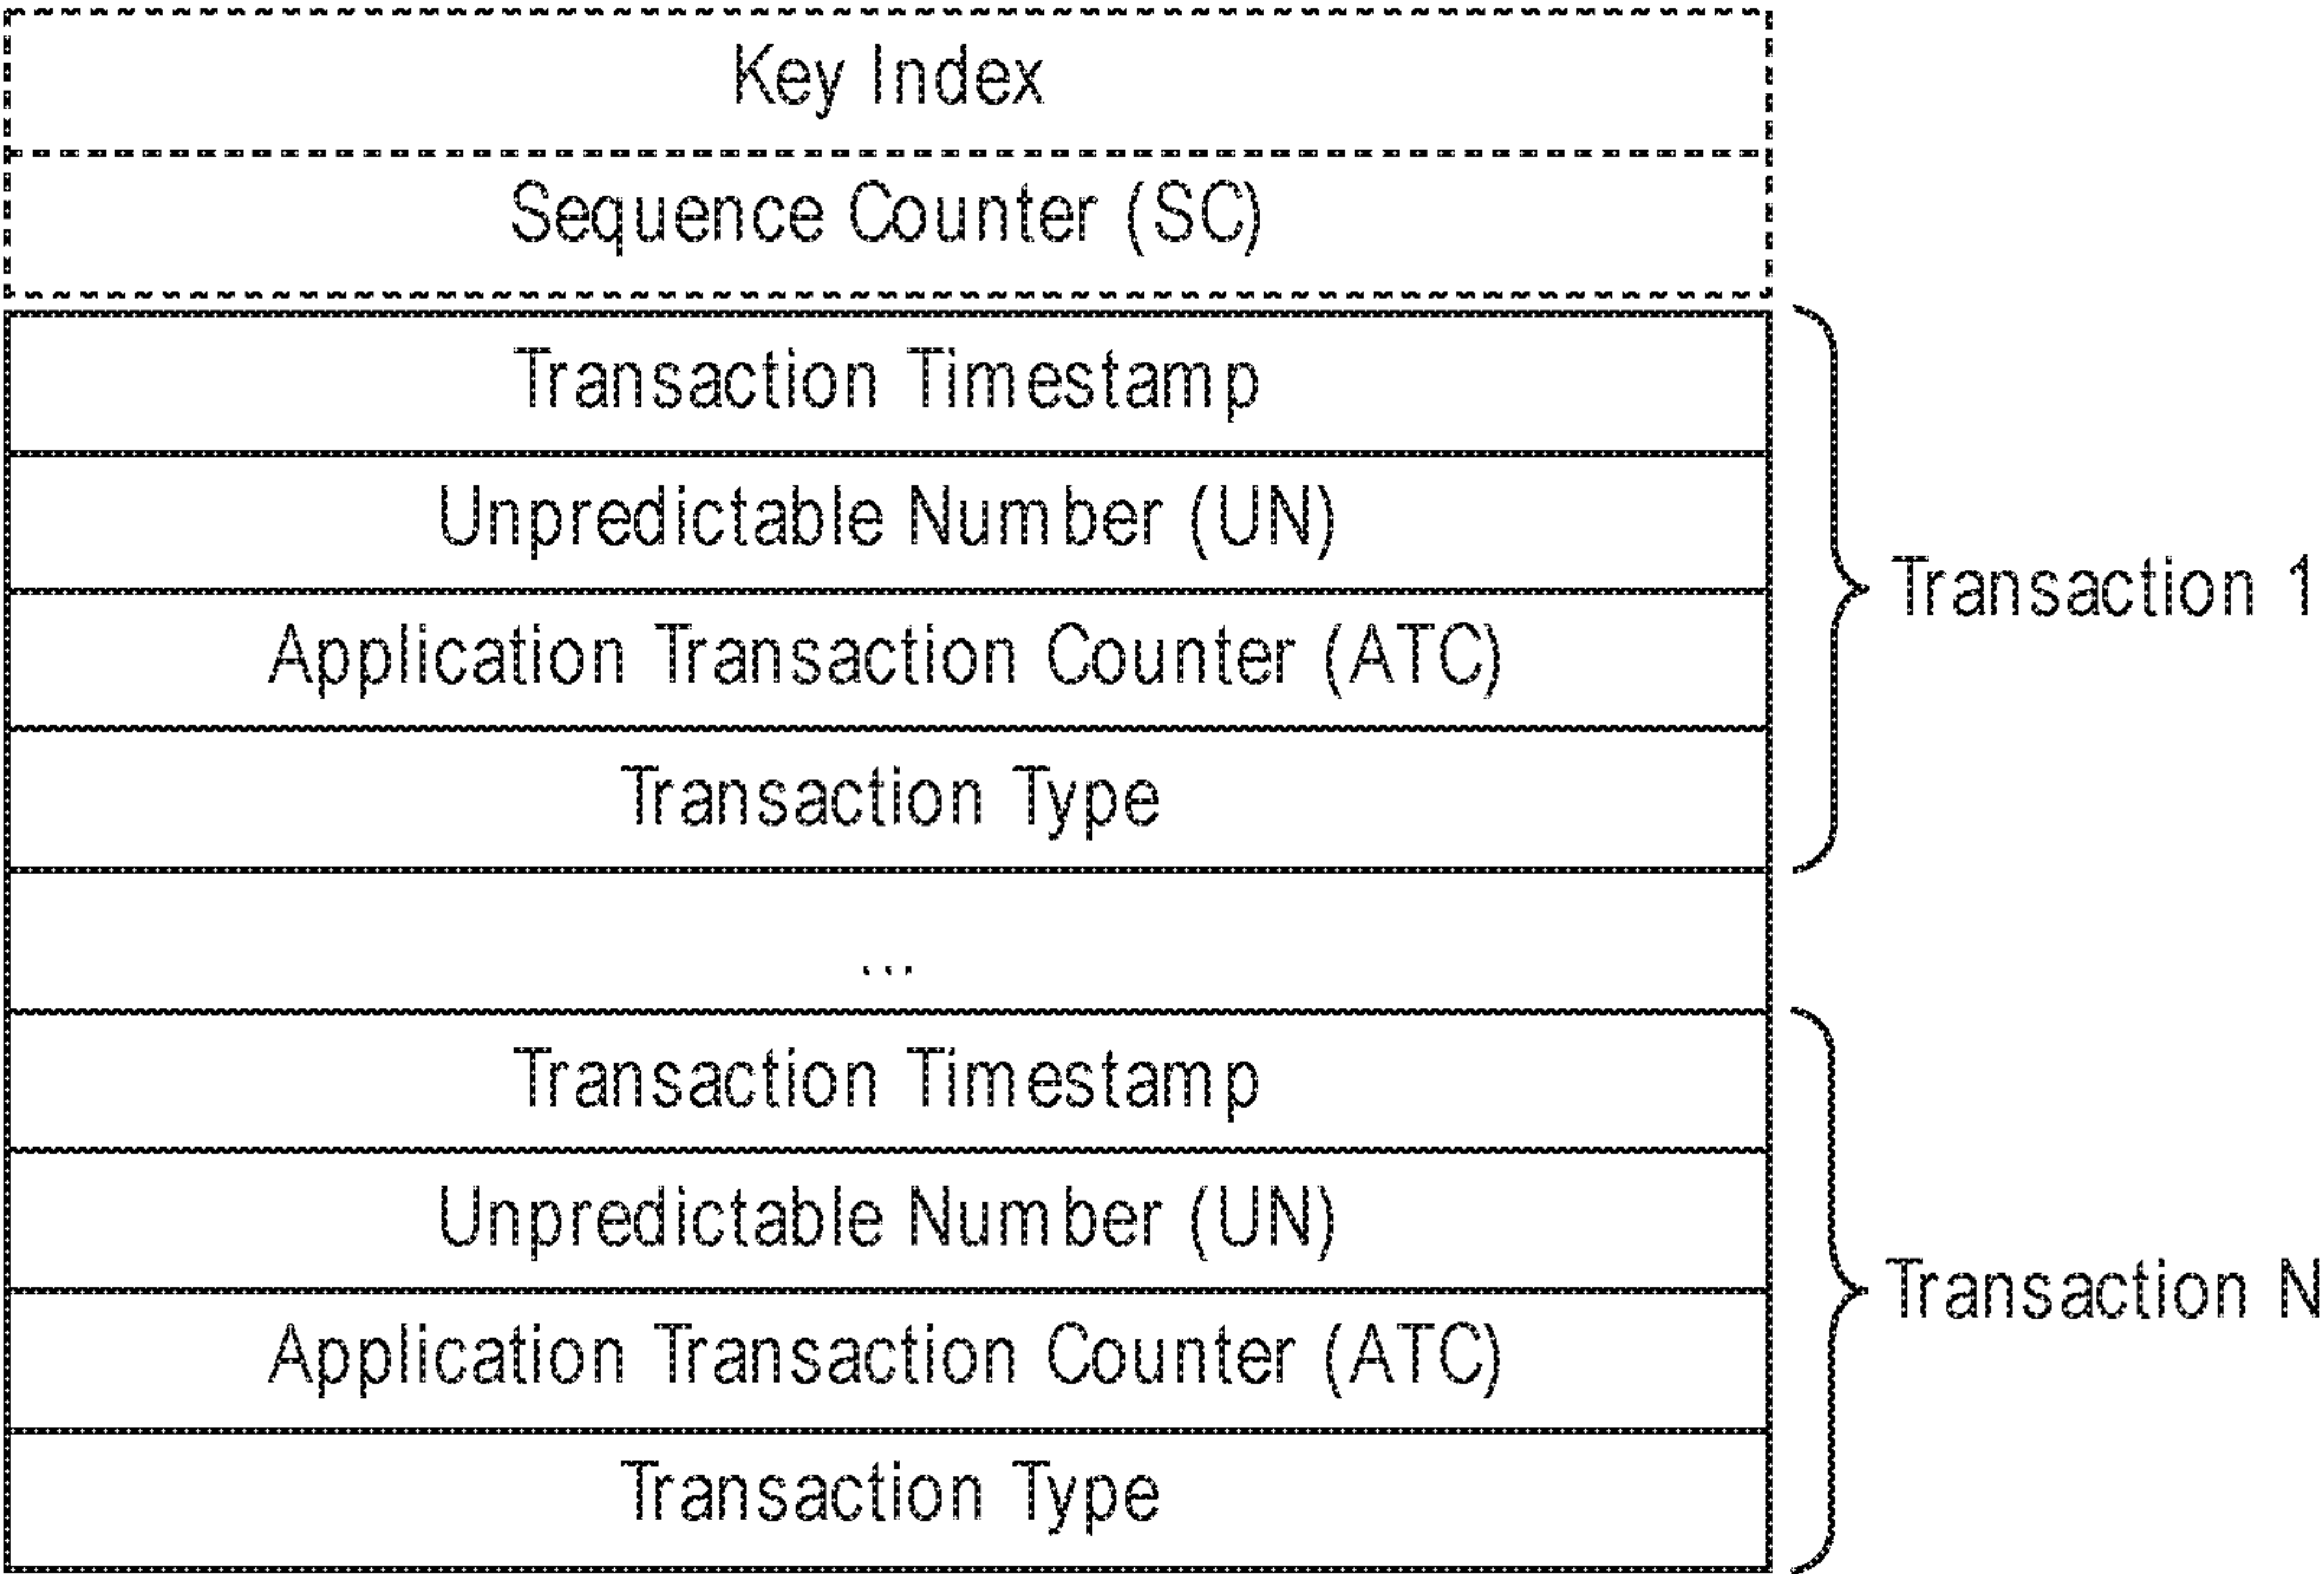 Key Index
Sequence Counter (SC)
Transaction Timestamp
Unpredictable Number (UN)
Application Transaction Counter (ATC)
Transaction Type
Transaction 1
...
Transaction Timestamp
Unpredictable Number (UN)
Application Transaction Counter (ATC)
Transaction Type
Transaction N